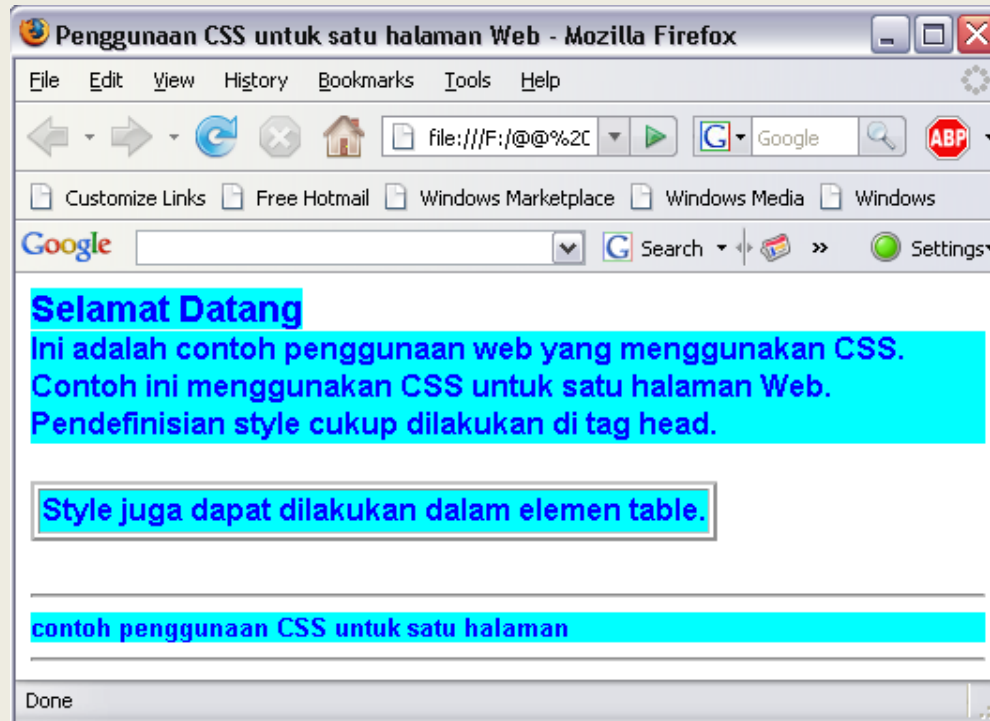 Penggunaan CSS untuk satu halaman Web - Mozilla Firefox
File Edit View History Bookmarks Tools Help
file:///F:/@@%2C G Google ABP
Customize Links Free Hotmail Windows Marketplace Windows Media Windows
Google G Search » Settings
Selamat Datang
Ini adalah contoh penggunaan web yang menggunakan CSS.
Contoh ini menggunakan CSS untuk satu halaman Web.
Pendefinisian style cukup dilakukan di tag head.
Style juga dapat dilakukan dalam elemen table.
contoh penggunaan CSS untuk satu halaman
Done